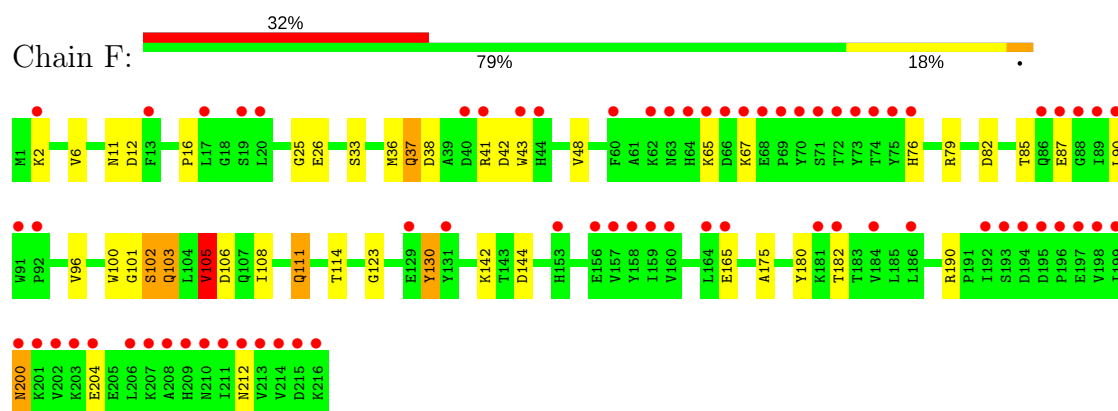 32%
Chain F:
79%
18%
•
M1 K2 V6 N11 D12 F13 P16 L17 G18 S19 L20 G25 E26 S33 M36 Q37 D38 A39 D40 R41 D42 W43 H44 V48 F60 A61 K62 N63 H64 K65 D66 K67 E68 P69 Y70 S71 T72 Y73 T74 Y75 H76 R79 D82 T85 Q86 E87 G88 I89 L90
W91 P92 V96 W100 G101 S102 Q103 L104 V105 D106 Q107 I108 Q111 T114 G123 E129 Y130 Y131 K142 T143 D144 H153 E156 V157 Y158 I159 V160 L164 E165 A175 Y180 K181 T182 T183 V184 L185 L186 R190 P191 I192 S193 D194 D195 P196 E197 V198 I199
N200 K201 V202 K203 E204 E205 L206 K207 A208 H209 N210 I211 N212 V213 V214 D215 K216